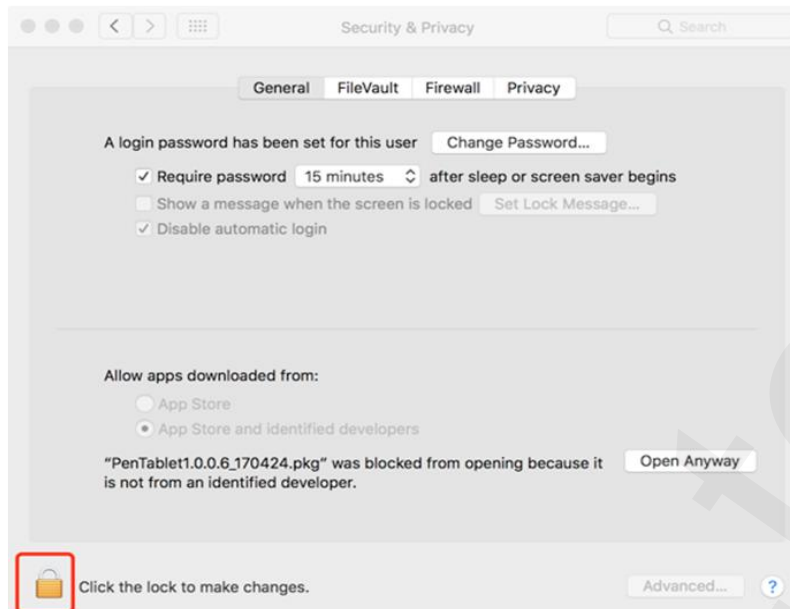 Security & Privacy
Search
General FileVault Firewall Privacy
A login password has been set for this user Change Password...
Require password 15 minutes after sleep or screen saver begins
Show a message when the screen is locked Set Lock Message...
Disable automatic login
Allow apps downloaded from:
App Store
App Store and identified developers
“PenTablet1.0.0.6_170424.pkg” was blocked from opening because it Open Anyway
is not from an identified developer.
Click the lock to make changes. Advanced... ?